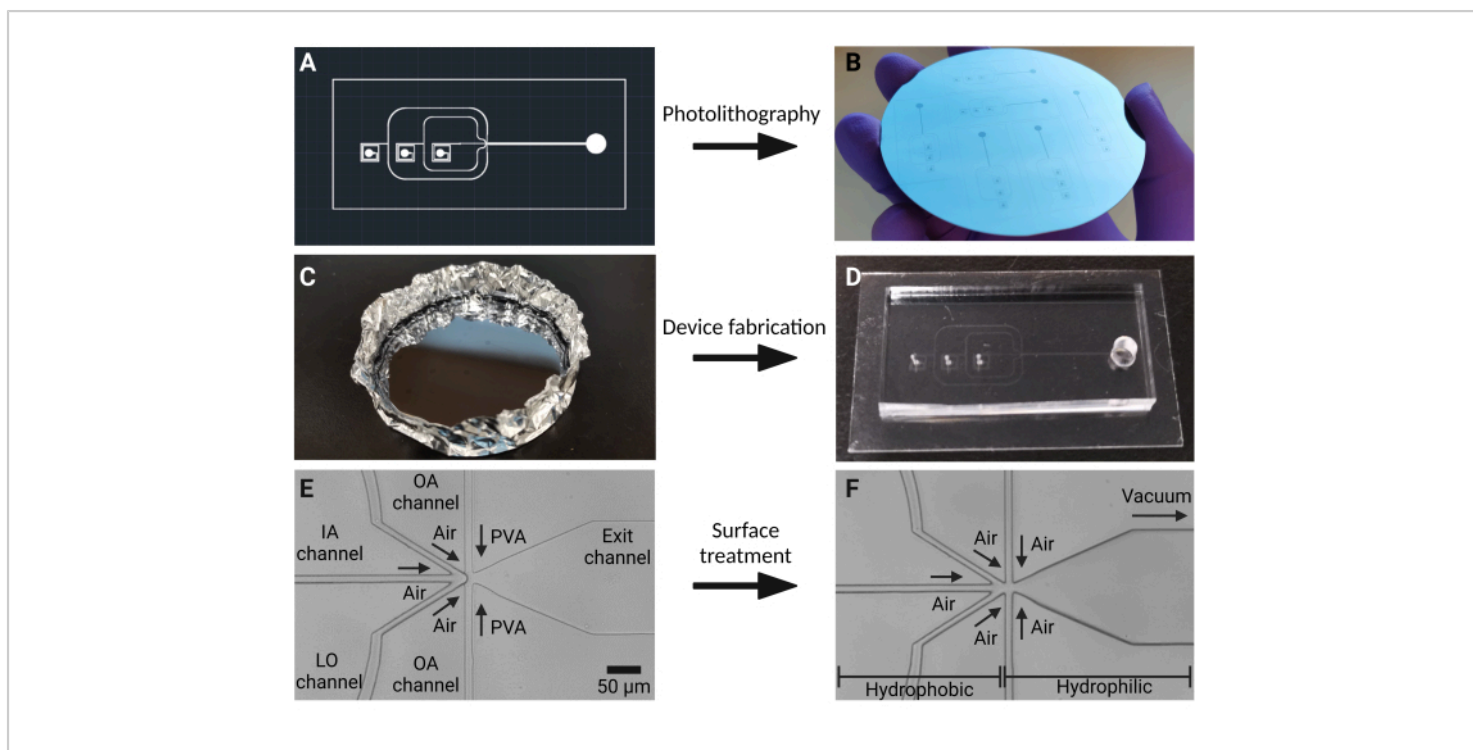 A
Photolithography
B
C
Device fabrication
D
E
OA
channel
IA
channel
Air
PVA
Exit
channel
Air
Air
PVA
LO
channel
OA
channel
50 µm
Surface
treatment
F
Vacuum
Air
Air
Air
Air
Air
Hydrophobic
Hydrophilic